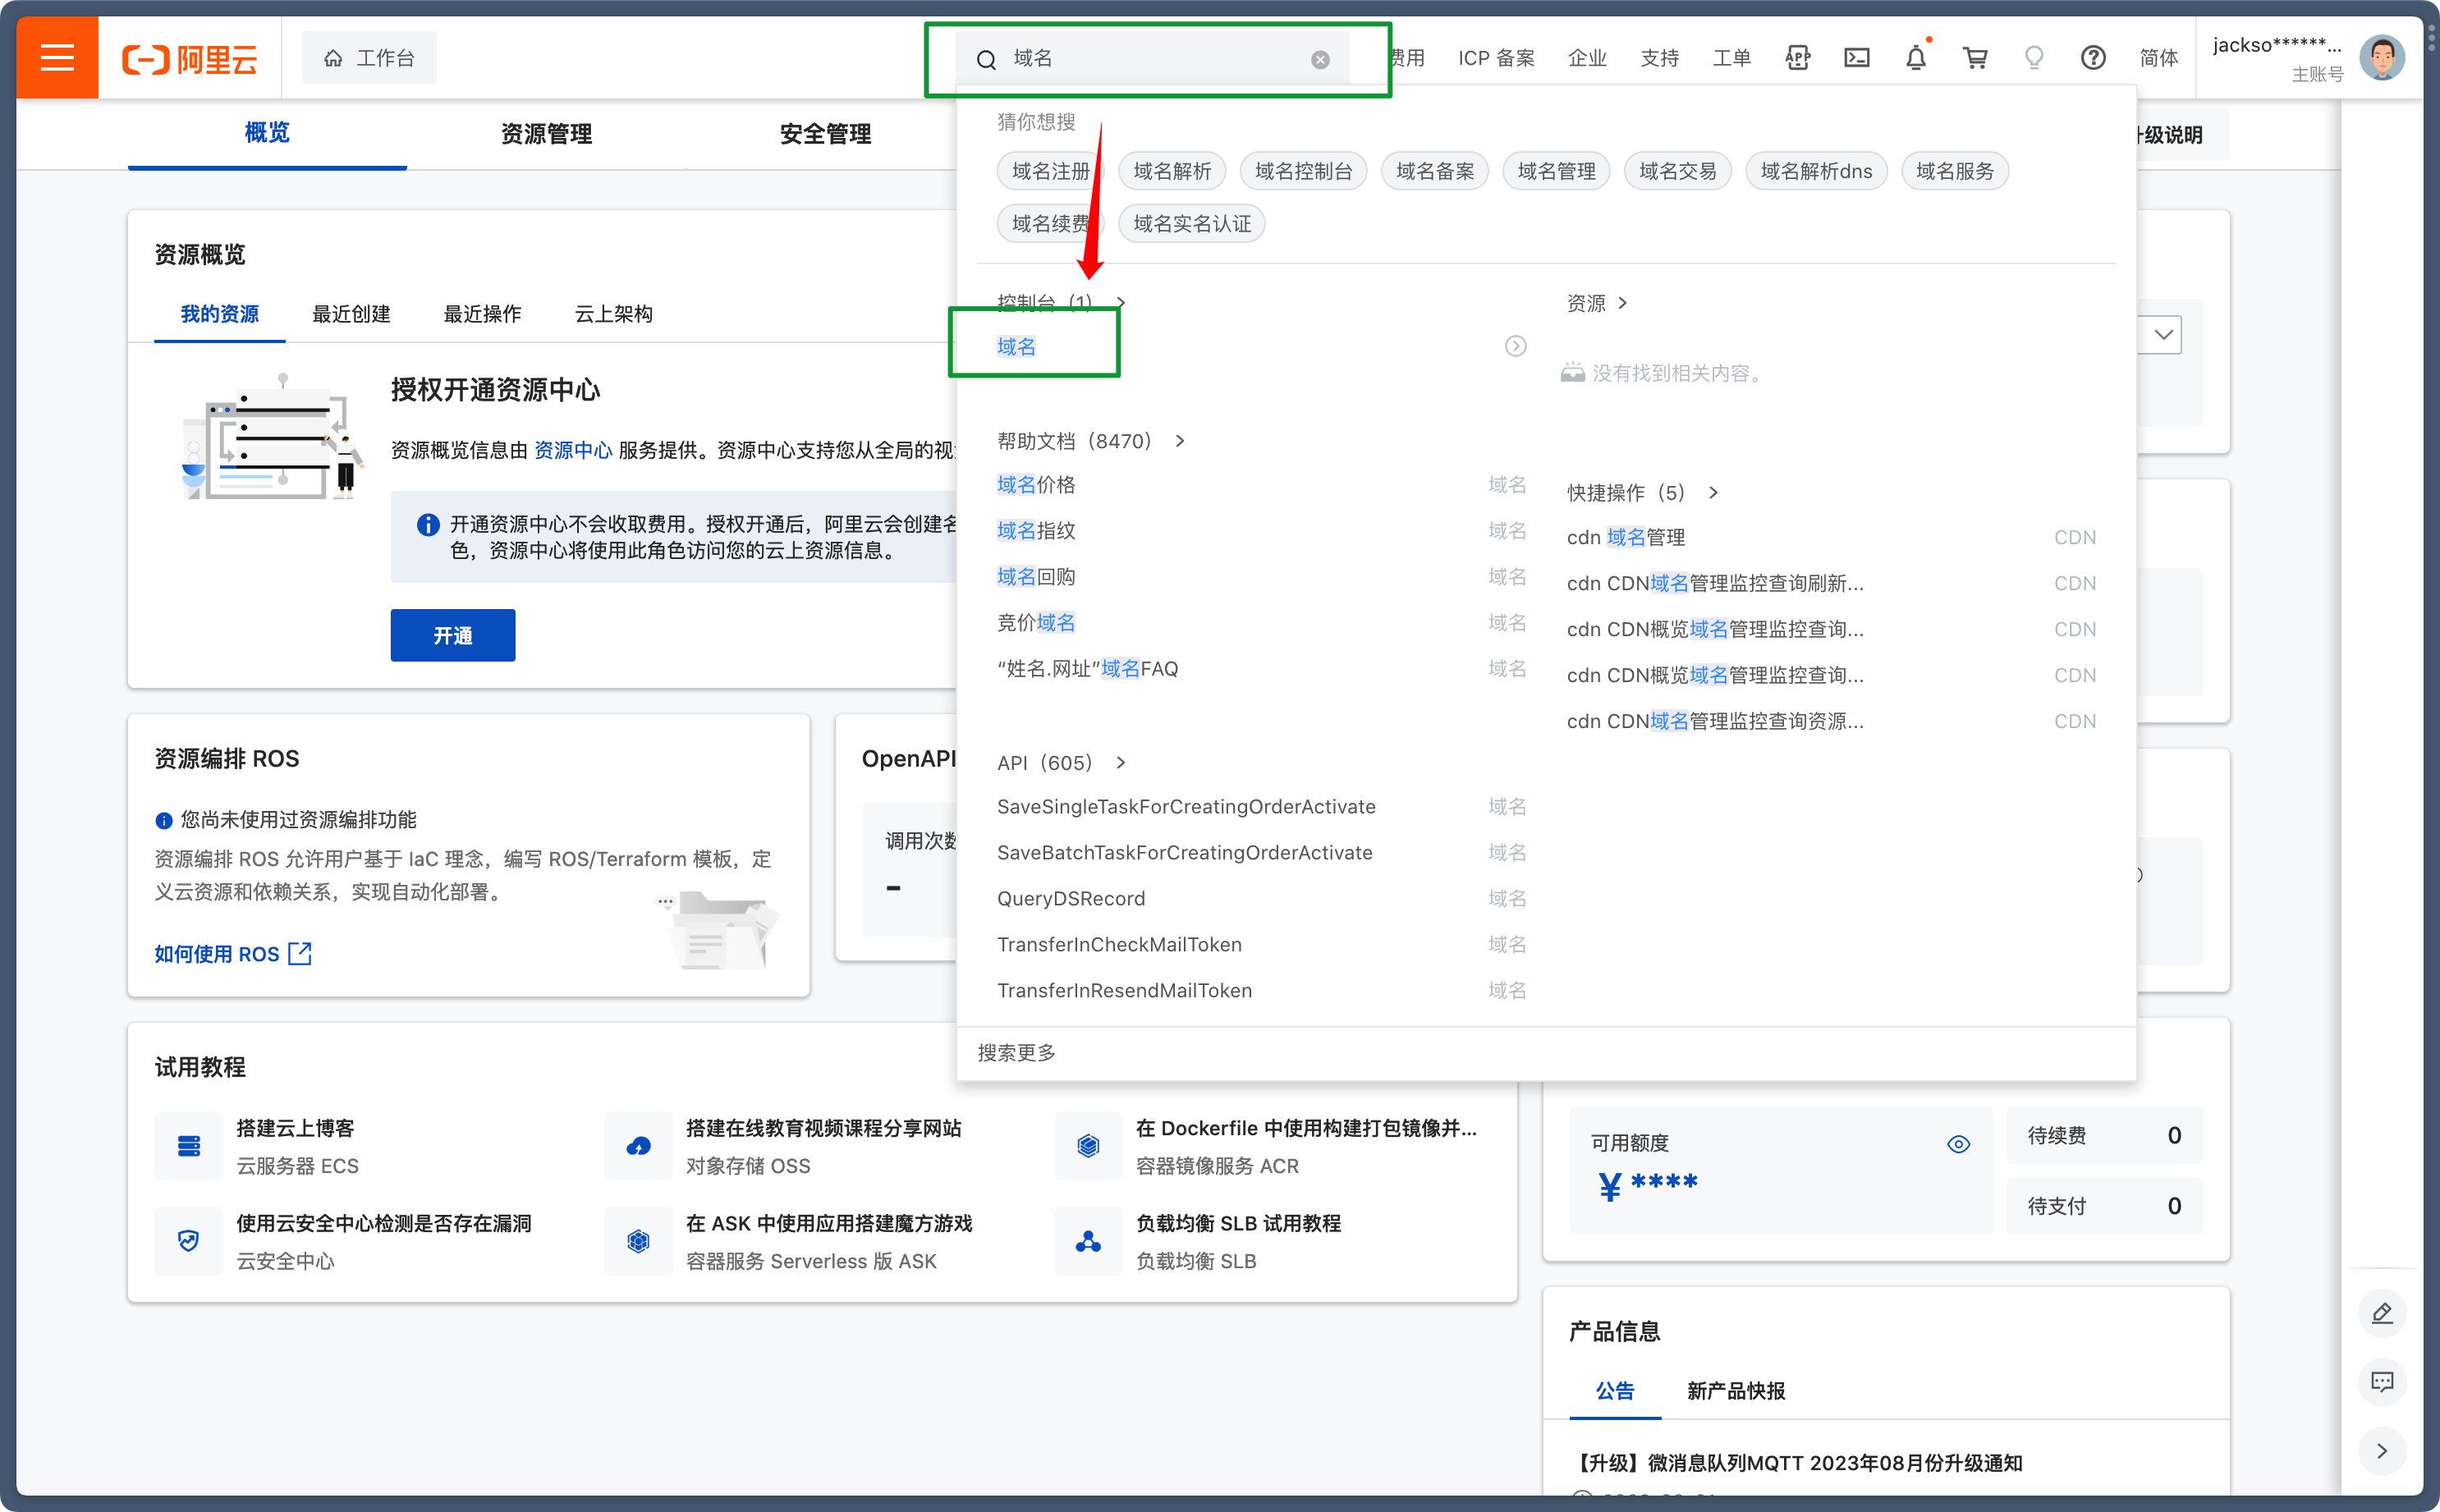 阿里云
工作台
域名
费用
ICP 备案
企业
支持
工单
APP
简体
jackso******...
主账号
概览
资源管理
安全管理
升级说明
猜你想搜
域名注册
域名解析
域名控制台
域名备案
域名管理
域名交易
域名解析dns
域名服务
域名续费
域名实名认证
控制台（1）
域名
资源
没有找到相关内容。
帮助文档（8470）
域名价格 域名
域名指纹 域名
域名回购 域名
竞价域名 域名
“姓名.网址”域名FAQ 域名
快捷操作（5）
cdn 域名管理 CDN
cdn CDN域名管理监控查询刷新... CDN
cdn CDN概览域名管理监控查询... CDN
cdn CDN概览域名管理监控查询... CDN
cdn CDN域名管理监控查询资源... CDN
API（605）
SaveSingleTaskForCreatingOrderActivate 域名
SaveBatchTaskForCreatingOrderActivate 域名
QueryDSRecord 域名
TransferInCheckMailToken 域名
TransferInResendMailToken 域名
搜索更多
资源概览
我的资源
最近创建
最近操作
云上架构
授权开通资源中心
资源概览信息由 资源中心 服务提供。资源中心支持您从全局的视
开通资源中心不会收取费用。授权开通后，阿里云会创建名
色，资源中心将使用此角色访问您的云上资源信息。
开通
资源编排 ROS
您尚未使用过资源编排功能
资源编排 ROS 允许用户基于 IaC 理念，编写 ROS/Terraform 模板，定
义云资源和依赖关系，实现自动化部署。
如何使用 ROS
OpenAPI
调用次数
-
试用教程
搭建云上博客
云服务器 ECS
搭建在线教育视频课程分享网站
对象存储 OSS
在 Dockerfile 中使用构建打包镜像并...
容器镜像服务 ACR
使用云安全中心检测是否存在漏洞
云安全中心
在 ASK 中使用应用搭建魔方游戏
容器服务 Serverless 版 ASK
负载均衡 SLB 试用教程
负载均衡 SLB
可用额度
¥ ****
待续费 0
待支付 0
产品信息
公告
新产品快报
【升级】微消息队列MQTT 2023年08月份升级通知